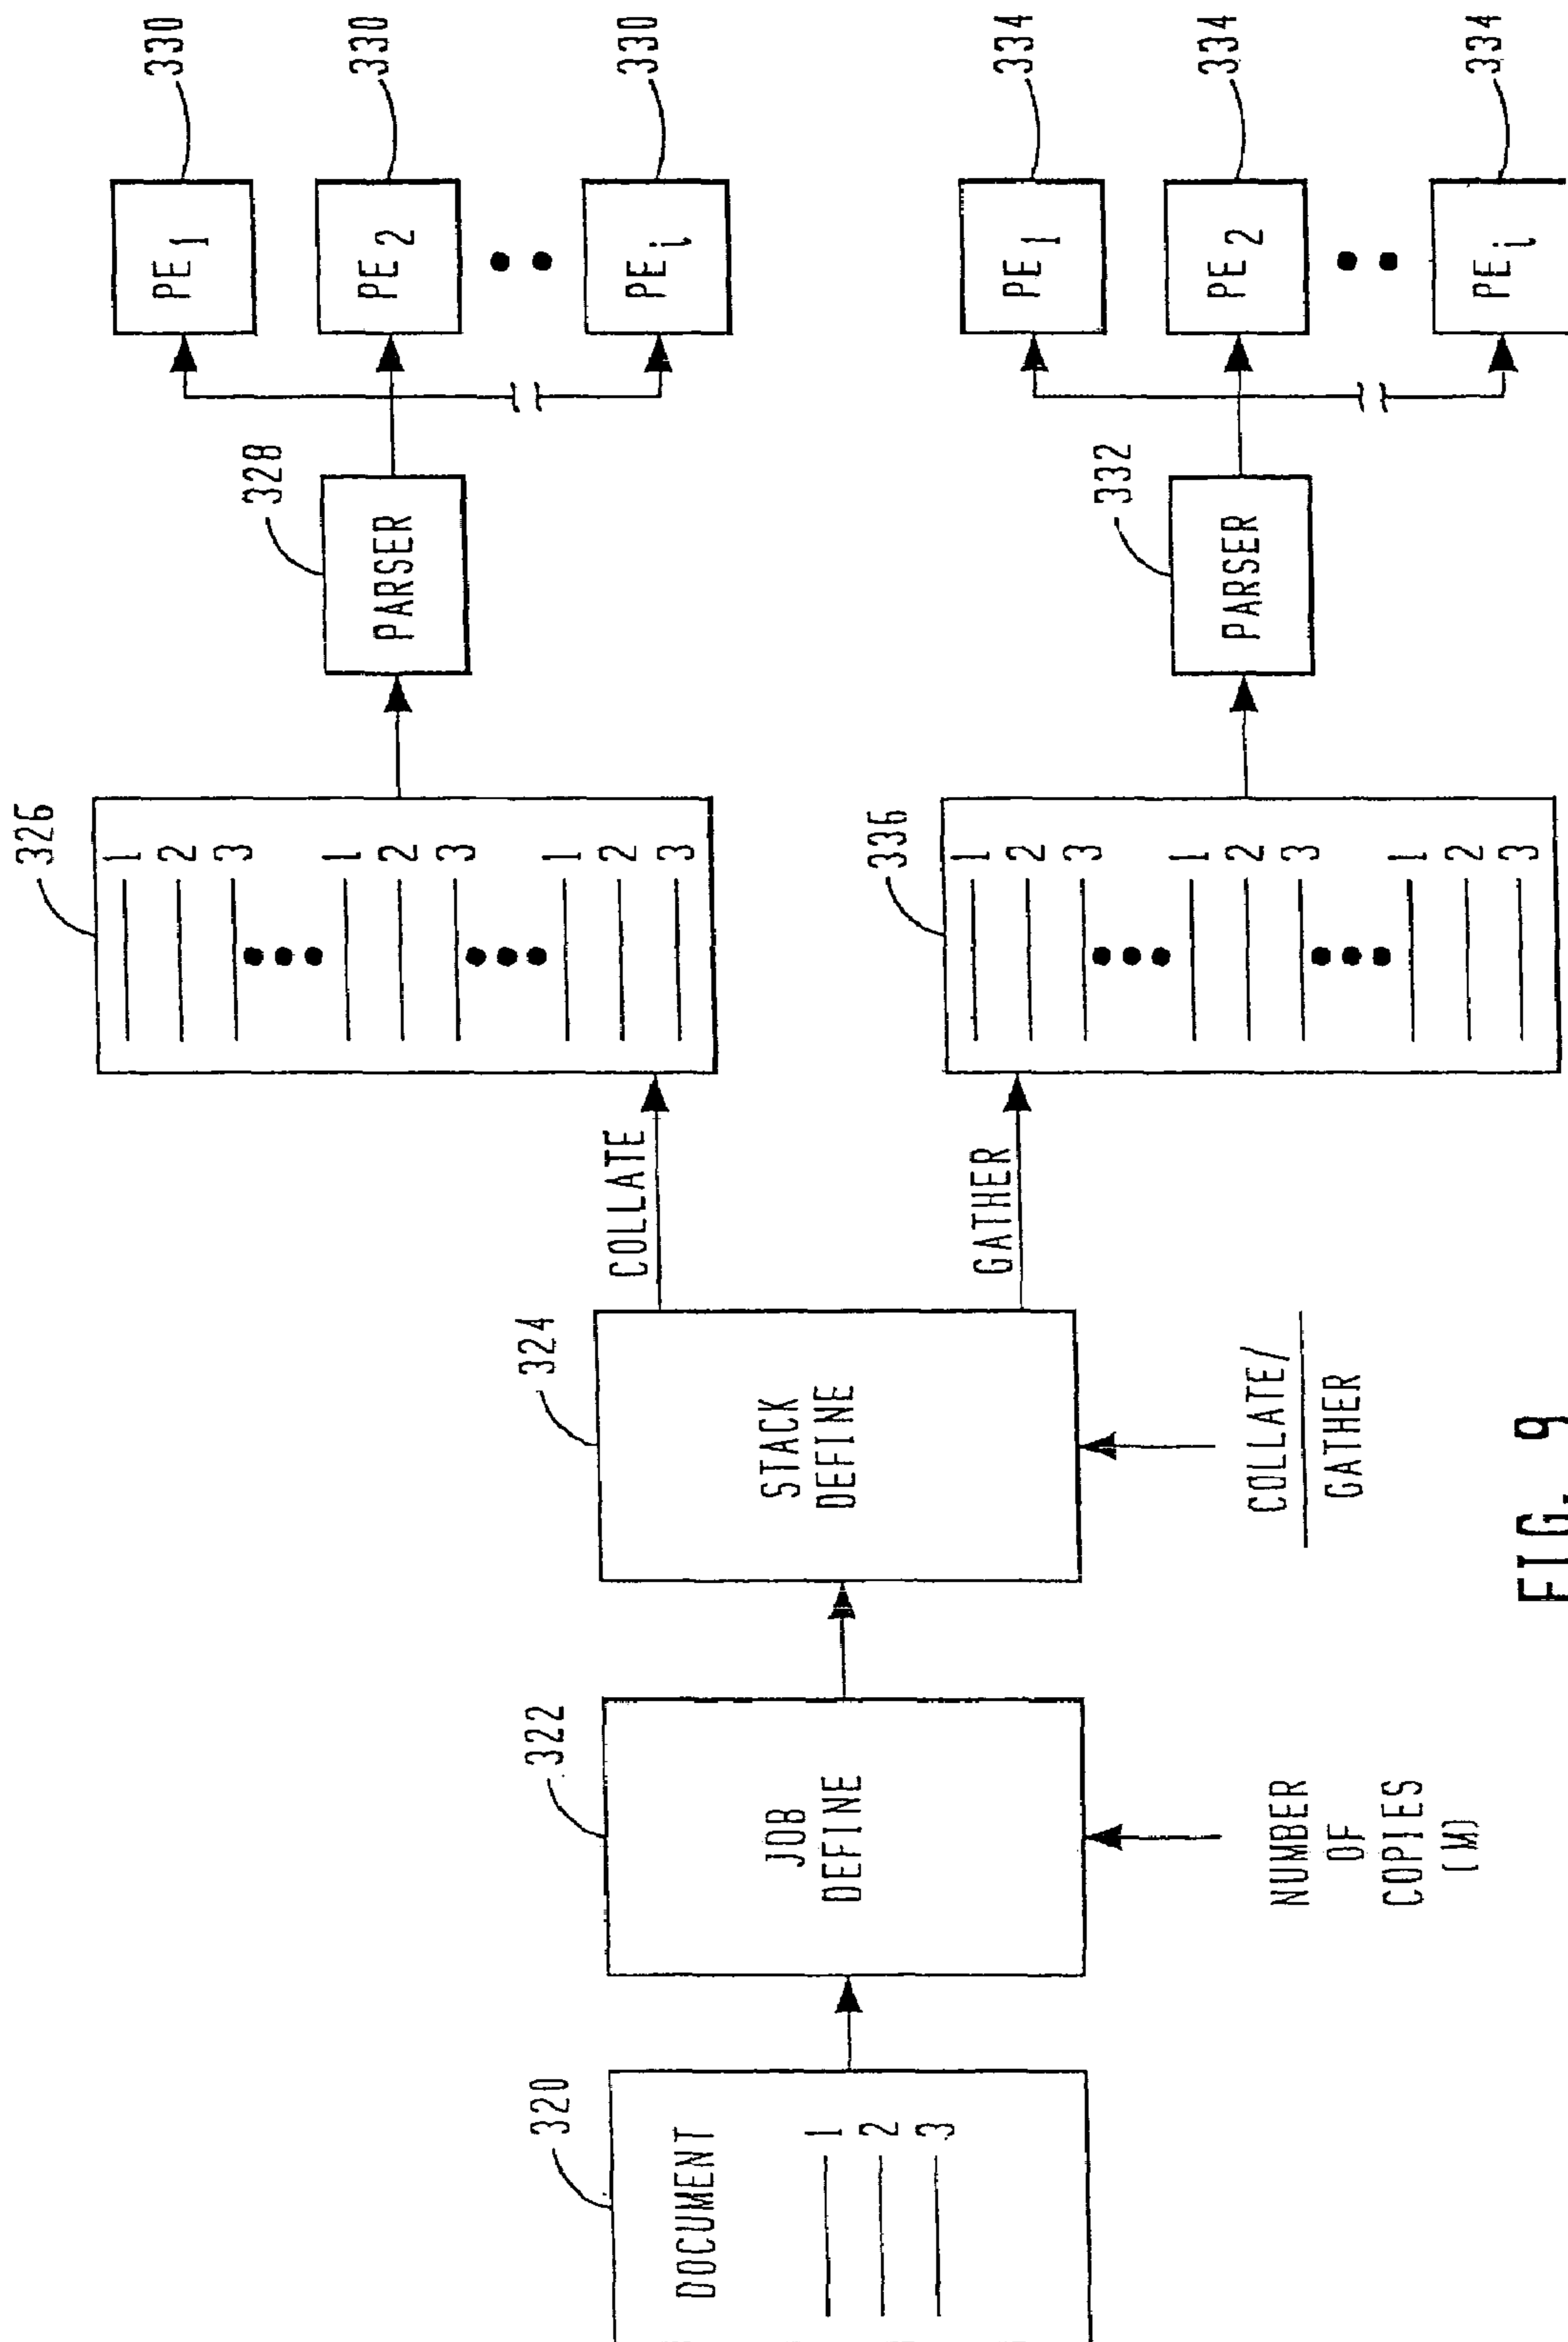 320
DOCUMENT
1
2
3
322
JOB
DEFINE
NUMBER
OF
COPIES
(M)
324
STACK
DEFINE
COLLATE/
GATHER
COLLATE
GATHER
326
1
2
3
1
2
3
1
2
3
328
PARSER
PE1
330
PE2
330
PEi
330
336
1
2
3
1
2
3
1
2
3
332
PARSER
PE1
334
PE2
334
PEi
334
FIG. 9